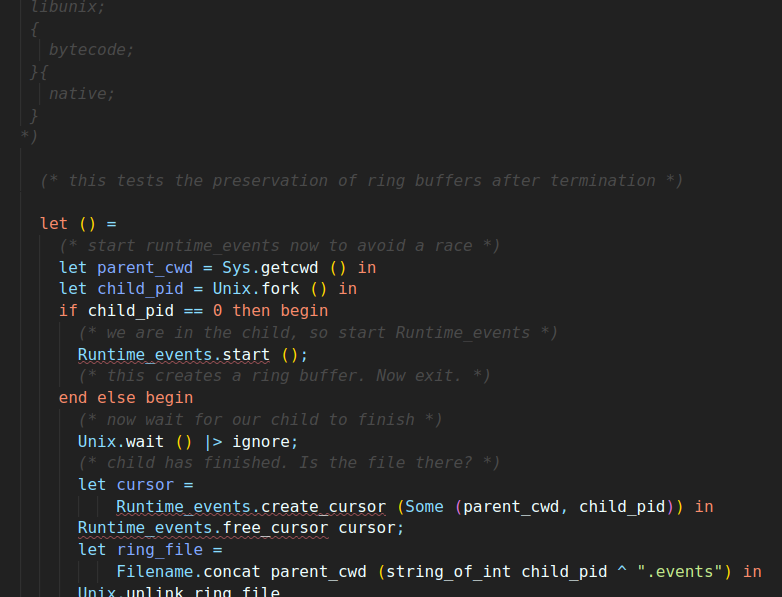 libunix;
{
bytecode;
}{
native;
}
*)
(* this tests the preservation of ring buffers after termination *)
let () =
(* start runtime_events now to avoid a race *)
let parent_cwd = Sys.getcwd () in
let child_pid = Unix.fork () in
if child_pid == 0 then begin
(* we are in the child, so start Runtime_events *)
Runtime_events.start ();
(* this creates a ring buffer. Now exit. *)
end else begin
(* now wait for our child to finish *)
Unix.wait () |> ignore;
(* child has finished. Is the file there? *)
let cursor =
Runtime_events.create_cursor (Some (parent_cwd, child_pid)) in
Runtime_events.free_cursor cursor;
let ring_file =
Filename.concat parent_cwd (string_of_int child_pid ^ ".events") in
Unix.unlink ring_file